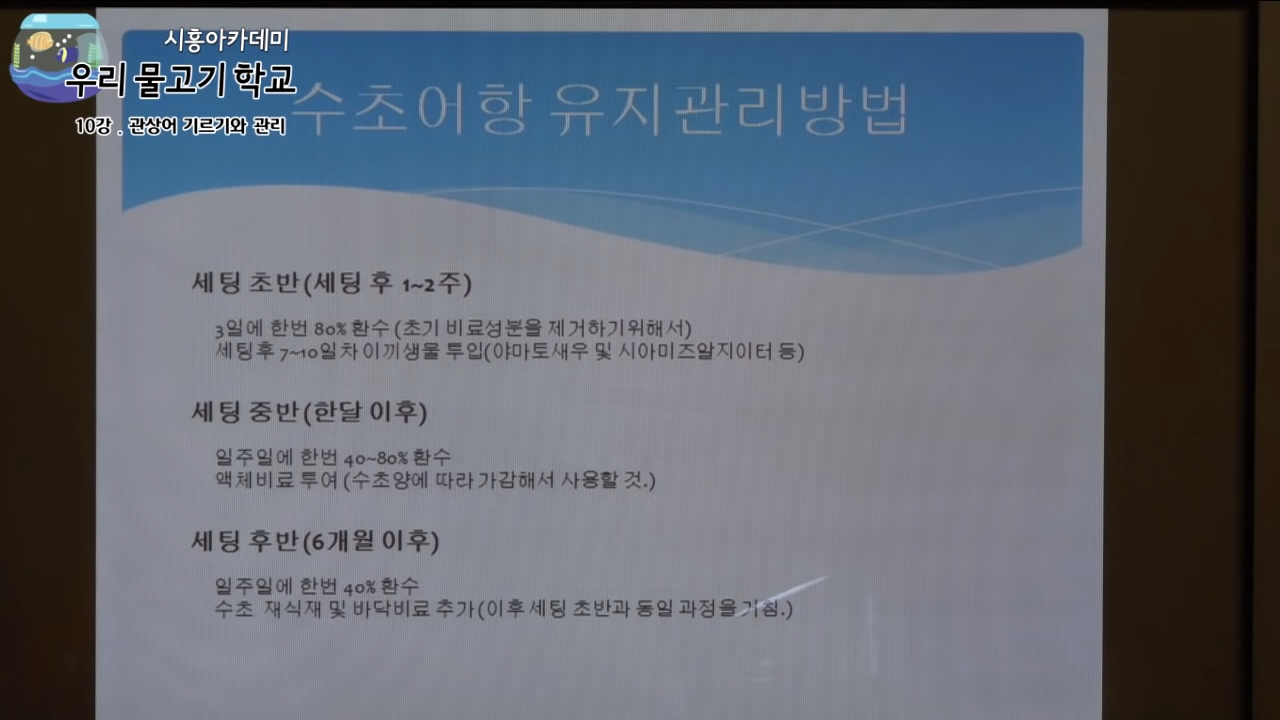 시흥아카데미
우리 물고기 학교
10강 . 관상어 기르기와 관리
수초어항 유지관리방법
세팅 초반(세팅 후 1~2주)
3일에 한번 80% 환수 (초기 비료성분을 제거하기위해서)
세팅후 7~10일차 이끼생물 투입(야마토새우 및 시아미즈알지이터 등)
세팅 중반(한달 이후)
일주일에 한번 40~80% 환수
액체비료 투여 (수초양에 따라 가감해서 사용할 것.)
세팅 후반(6개월 이후)
일주일에 한번 40% 환수
수초 재식재 및 바닥비료 추가 (이후 세팅 초반과 동일 과정을 거침.)